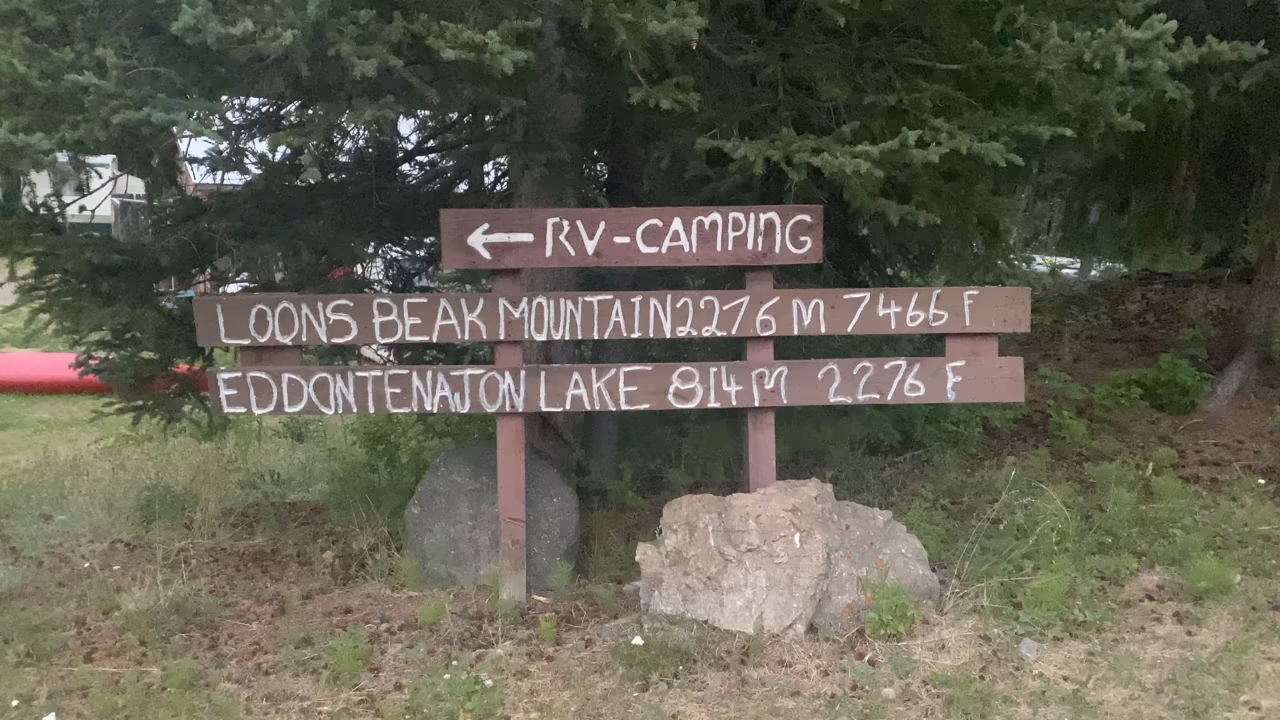 ← RV-CAMPING
LOONS BEAK MOUNTAIN 2276 M 7466 F
EDDONTENAJON LAKE 814 M 2276 F